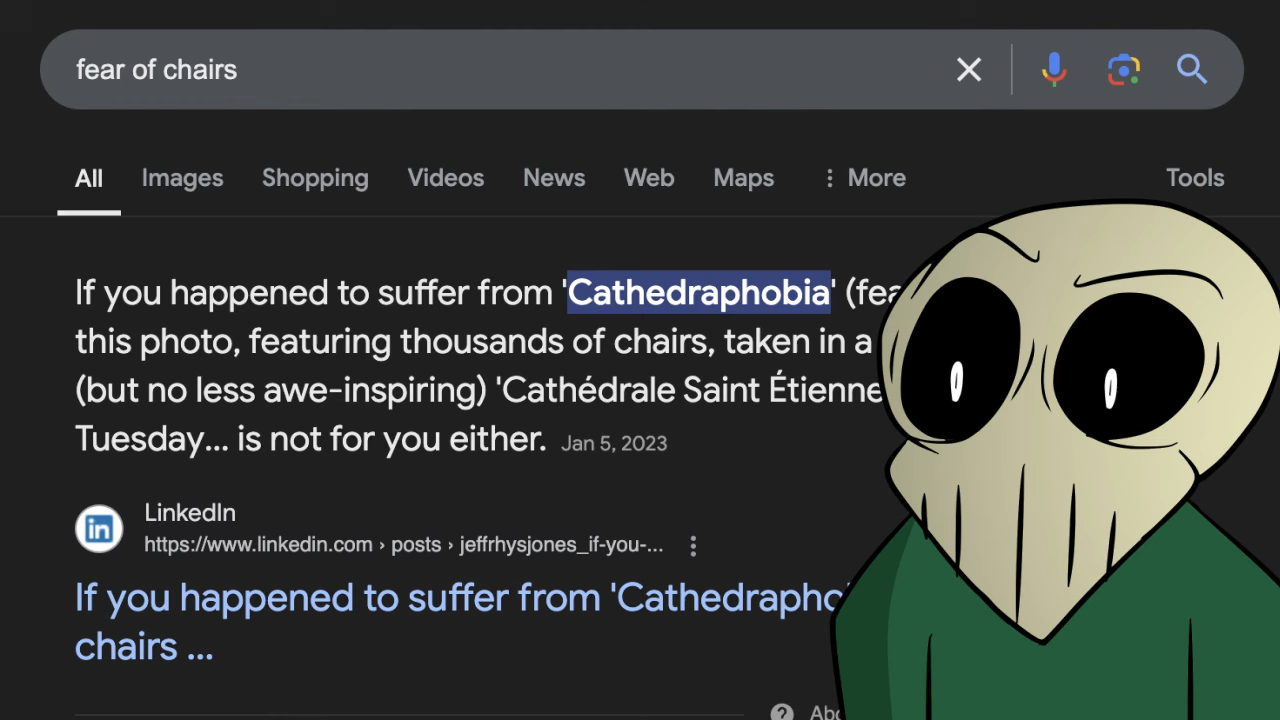 fear of chairs
All Images Shopping Videos News Web Maps More Tools
If you happened to suffer from 'Cathedraphobia'
this photo, featuring thousands of chairs, taken in a
(but no less awe-inspiring) 'Cathédrale Saint Étienne
Tuesday... is not for you either. Jan 5, 2023
in
LinkedIn
https://www.linkedin.com › posts › jeffrhysjones_if-you-...
If you happened to suffer from
chairs ...